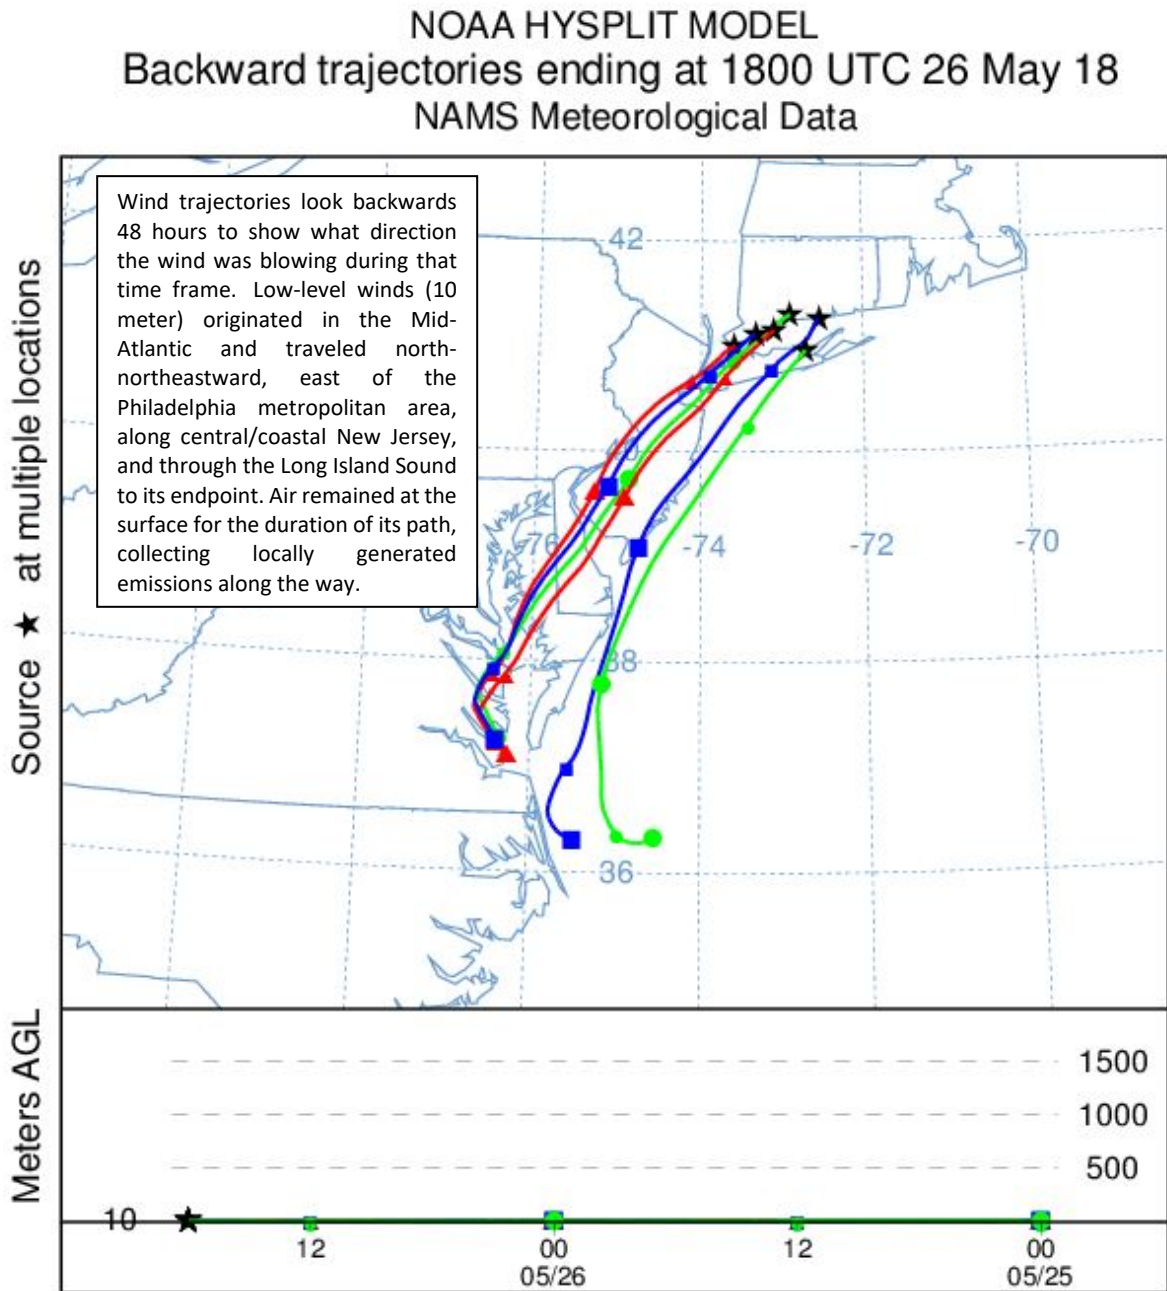 NOAA HYSPLIT MODEL
Backward trajectories ending at 1800 UTC 26 May 18
NAMS Meteorological Data
Wind trajectories look backwards
48 hours to show what direction
the wind was blowing during that
time frame. Low-level winds (10
meter) originated in the Mid-
Atlantic and traveled north-
northeastward, east of the
Philadelphia metropolitan area,
along central/coastal New Jersey,
and through the Long Island Sound
to its endpoint. Air remained at the
surface for the duration of its path,
collecting locally generated
emissions along the way.
Source ★ at multiple locations
42
-76
-74
-72
-70
38
36
Meters AGL
1500
1000
500
10
12
00
12
00
05/26
05/25